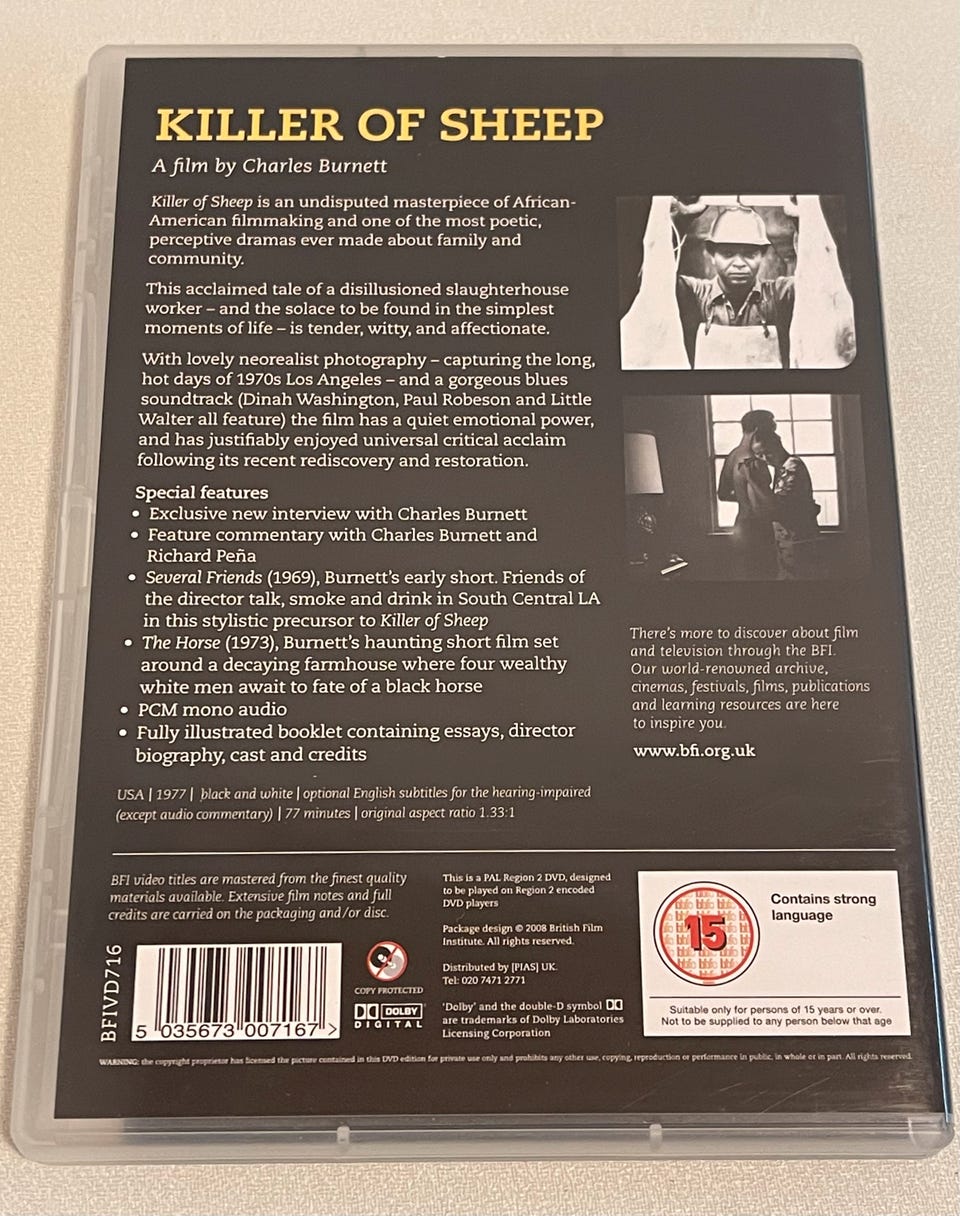 KILLER OF SHEEP
A film by Charles Burnett
Killer of Sheep is an undisputed masterpiece of African-
American filmmaking and one of the most poetic,
perceptive dramas ever made about family and
community.
This acclaimed tale of a disillusioned slaughterhouse
worker – and the solace to be found in the simplest
moments of life – is tender, witty, and affectionate.
With lovely neorealist photography – capturing the long,
hot days of 1970s Los Angeles – and a gorgeous blues
soundtrack (Dinah Washington, Paul Robeson and Little
Walter all feature) the film has a quiet emotional power,
and has justifiably enjoyed universal critical acclaim
following its recent rediscovery and restoration.
Special features
• Exclusive new interview with Charles Burnett
• Feature commentary with Charles Burnett and
Richard Peña
• Several Friends (1969), Burnett's early short. Friends of
the director talk, smoke and drink in South Central LA
in this stylistic precursor to Killer of Sheep
• The Horse (1973), Burnett's haunting short film set
around a decaying farmhouse where four wealthy
white men await to fate of a black horse
• PCM mono audio
• Fully illustrated booklet containing essays, director
biography, cast and credits
There's more to discover about film
and television through the BFI.
Our world-renowned archive,
cinemas, festivals, films, publications
and learning resources are here
to inspire you.
www.bfi.org.uk
USA | 1977 | black and white | optional English subtitles for the hearing-impaired
(except audio commentary) | 77 minutes | original aspect ratio 1.33:1
BFI video titles are mastered from the finest quality
materials available. Extensive film notes and full
credits are carried on the packaging and/or disc.
BFIVD716
5 035673 007167 >
COPY PROTECTED
DOLBY
DIGITAL
This is a PAL Region 2 DVD, designed
to be played on Region 2 encoded
DVD players
Package design © 2008 British Film
Institute. All rights reserved.
Distributed by [PIAS] UK.
Tel: 020 7471 2771
'Dolby' and the double-D symbol
are trademarks of Dolby Laboratories
Licensing Corporation
15
Contains strong
language
Suitable only for persons of 15 years or over.
Not to be supplied to any person below that age
WARNING: the copyright proprietor has licensed the picture contained in this DVD edition for private use only and prohibits any other use, copying, reproduction or performance in public, in whole or in part. All rights reserved.